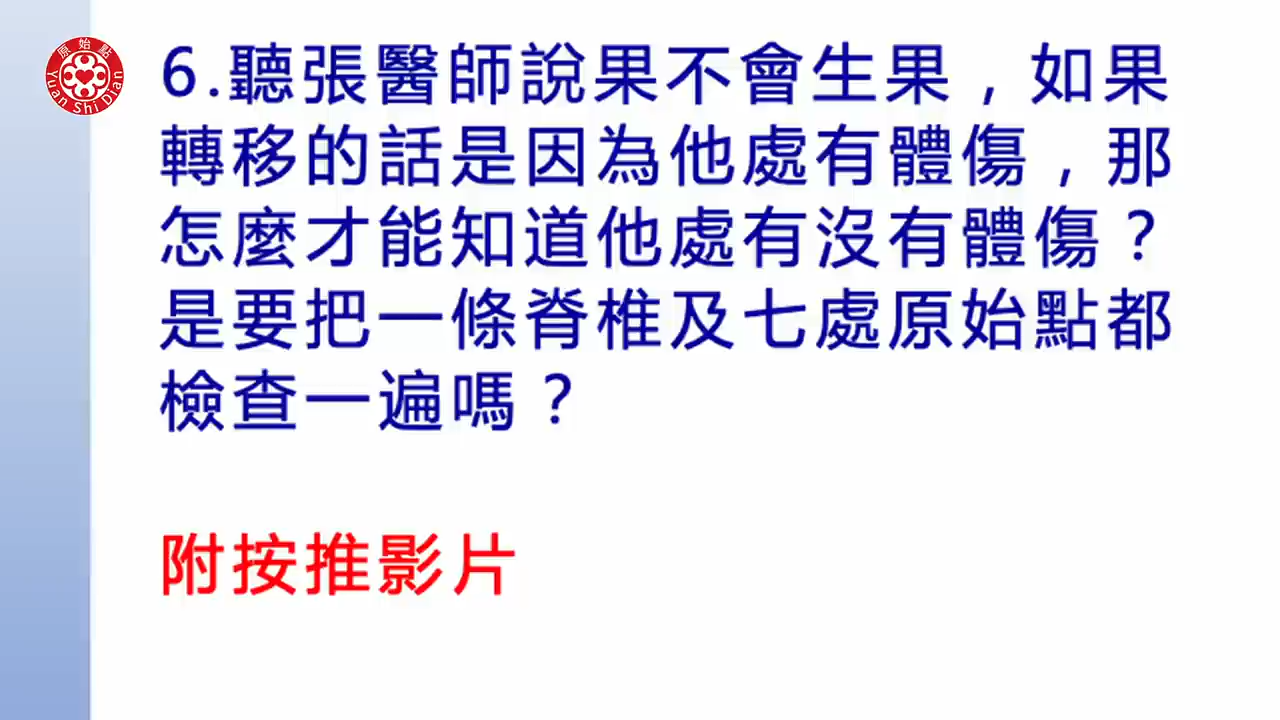 原始點
Yuan Shi Dian
6.聽張醫師說果不會生果，如果
轉移的話是因為他處有體傷，那
怎麼才能知道他處有沒有體傷？
是要把一條脊椎及七處原始點都
檢查一遍嗎？
附按推影片